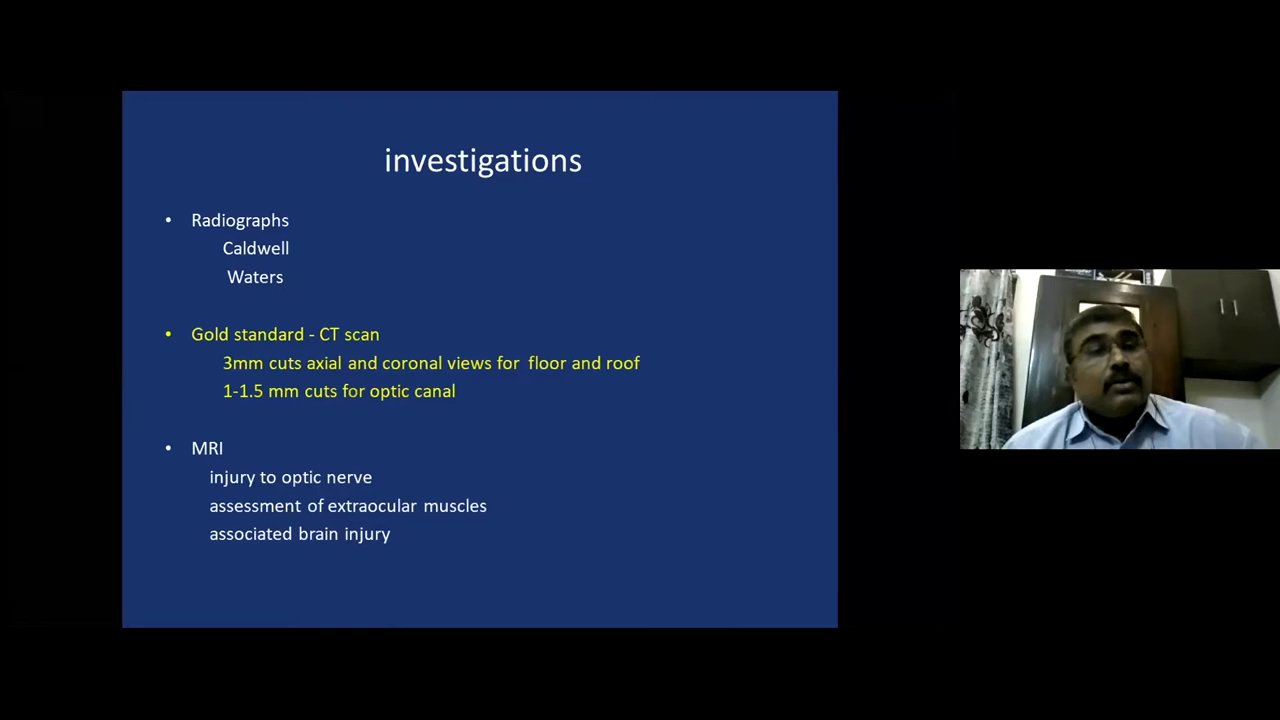 investigations
• Radiographs
Caldwell
Waters
• Gold standard - CT scan
3mm cuts axial and coronal views for floor and roof
1-1.5 mm cuts for optic canal
• MRI
injury to optic nerve
assessment of extraocular muscles
associated brain injury